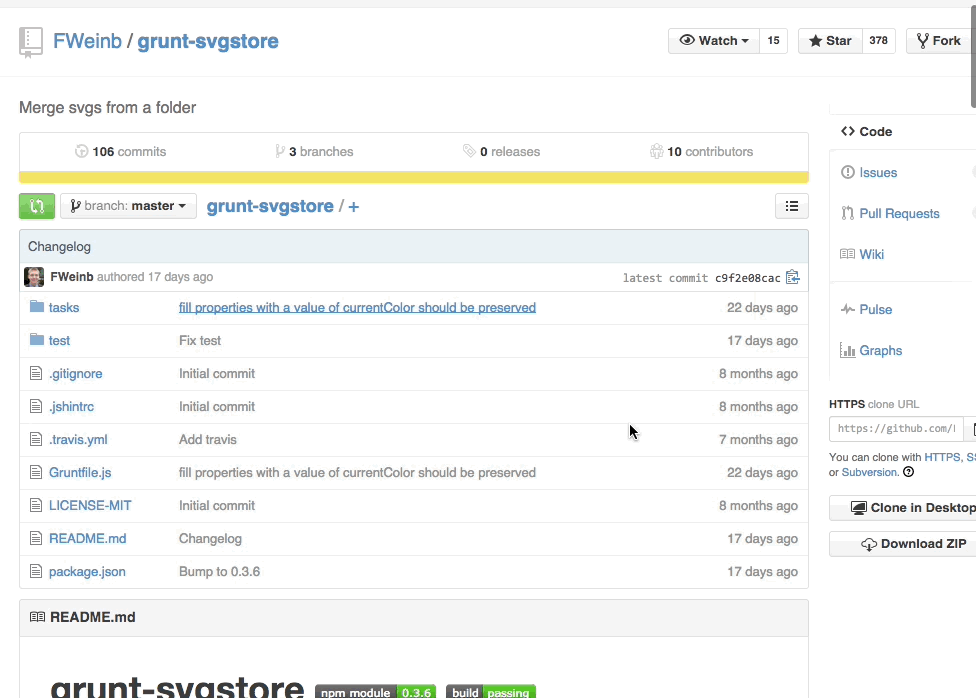 FWeinb / grunt-svgstore
Watch 15 Star 378 Fork
Merge svgs from a folder
106 commits 3 branches 0 releases 10 contributors
branch: master grunt-svgstore / +
Changelog
FWeinb authored 17 days ago latest commit c9f2e08cac
tasks fill properties with a value of currentColor should be preserved 22 days ago
test Fix test 17 days ago
.gitignore Initial commit 8 months ago
.jshintrc Initial commit 8 months ago
.travis.yml Add travis 7 months ago
Gruntfile.js fill properties with a value of currentColor should be preserved 22 days ago
LICENSE-MIT Initial commit 8 months ago
README.md Changelog 17 days ago
package.json Bump to 0.3.6 17 days ago
README.md
grunt-svgstore npm module 0.3.6 build passing
Code
Issues
Pull Requests
Wiki
Pulse
Graphs
HTTPS clone URL
https://github.com/
You can clone with HTTPS,
or Subversion.
Clone in Desktop
Download ZIP